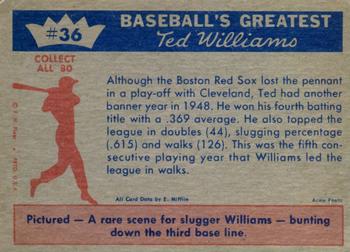 #36
BASEBALL'S GREATEST
Ted Williams
COLLECT
ALL 80
Although the Boston Red Sox lost the pennant
in a play-off with Cleveland, Ted had another
banner year in 1948. He won his fourth batting
title with a .369 average. He also topped the
league in doubles (44), slugging percentage
(.615) and walks (126). This was the fifth con-
secutive playing year that Williams led the
league in walks.
All Card Data by E. Mifflin
Acme Photo
Pictured — A rare scene for slugger Williams — bunting
down the third base line.